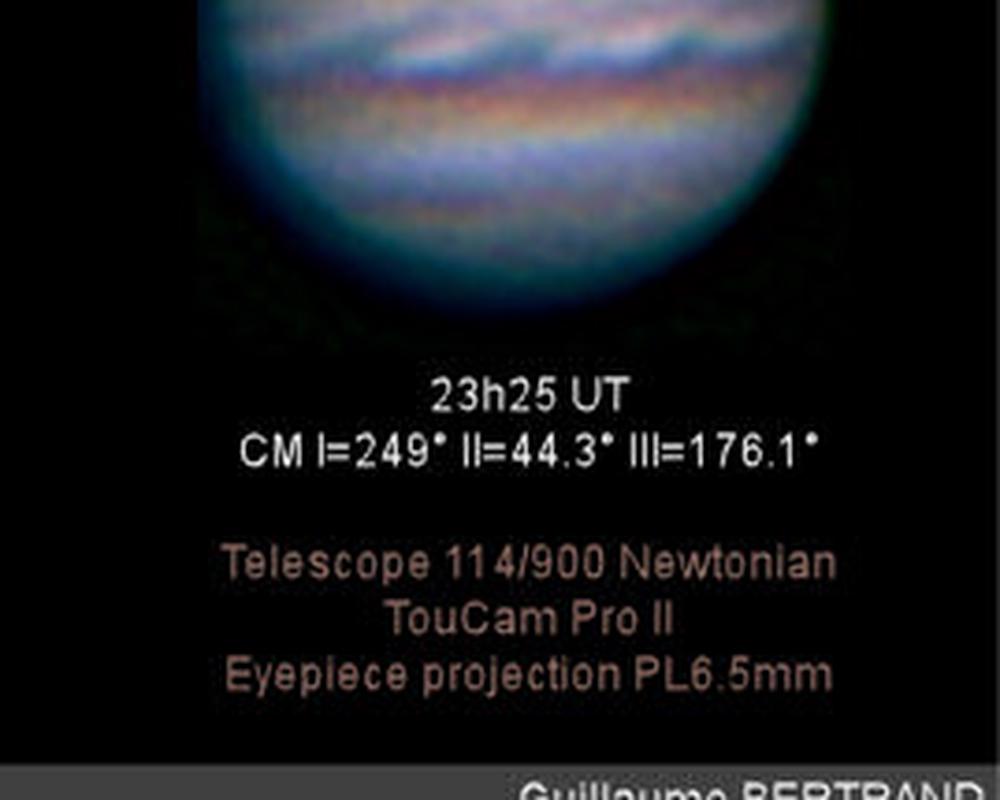 23h25 UT
CM I=249° II=44.3° III=176.1°
Telescope 114/900 Newtonian
TouCam Pro II
Eyepiece projection PL6.5mm
Guillaume BERTRAND